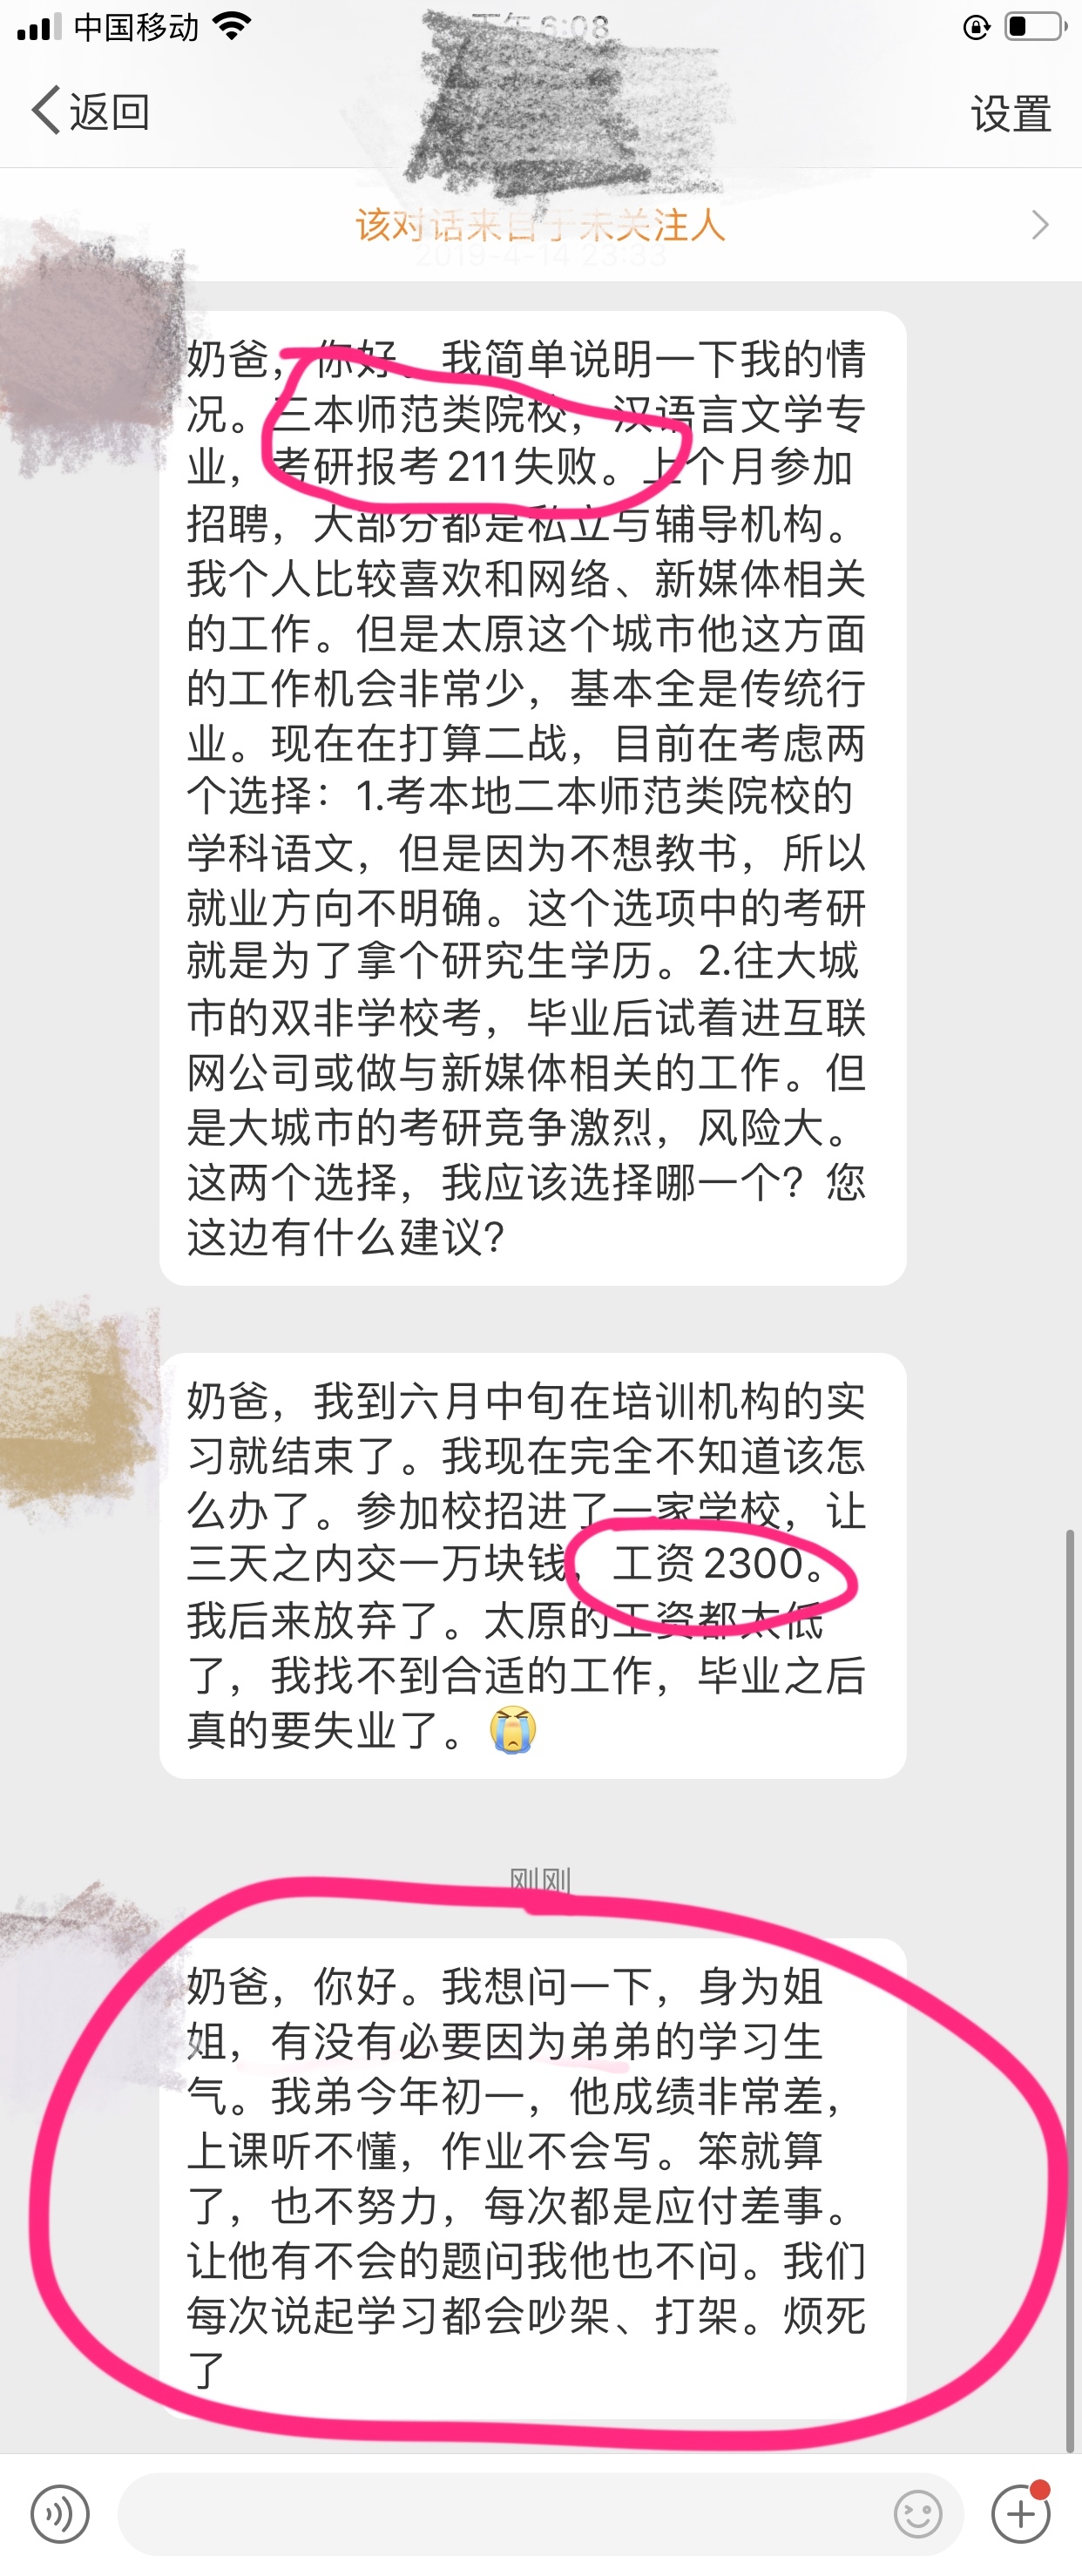 中国移动
6:08
返回
设置
该对话来自于未关注人
2019-4-14 23:33
奶爸，你好。我简单说明一下我的情
况。三本师范类院校，汉语言文学专
业，考研报考211失败。上个月参加
招聘，大部分都是私立与辅导机构。
我个人比较喜欢和网络、新媒体相关
的工作。但是太原这个城市他这方面
的工作机会非常少，基本全是传统行
业。现在在打算二战，目前在考虑两
个选择：1.考本地二本师范类院校的
学科语文，但是因为不想教书，所以
就业方向不明确。这个选项中的考研
就是为了拿个研究生学历。2.往大城
市的双非学校考，毕业后试着进互联
网公司或做与新媒体相关的工作。但
是大城市的考研竞争激烈，风险大。
这两个选择，我应该选择哪一个？您
这边有什么建议？
奶爸，我到六月中旬在培训机构的实
习就结束了。我现在完全不知道该怎
么办了。参加校招进了一家学校，让
三天之内交一万块钱，工资2300。
我后来放弃了。太原的工资都太低
了，我找不到合适的工作，毕业之后
真的要失业了。😭
刚刚
奶爸，你好。我想问一下，身为姐
姐，有没有必要因为弟弟的学习生
气。我弟今年初一，他成绩非常差，
上课听不懂，作业不会写。笨就算
了，也不努力，每次都是应付差事。
让他有不会的题问我他也不问。我们
每次说起学习都会吵架、打架。烦死
了